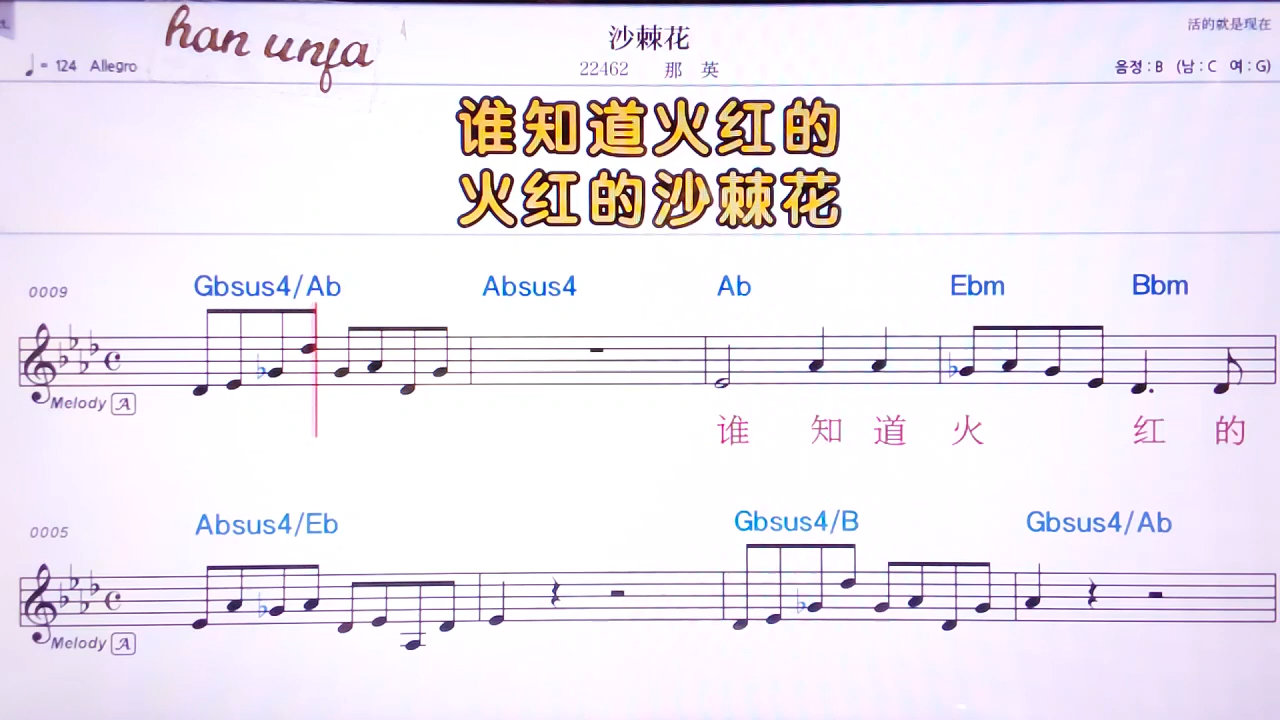 han unfa
沙棘花
活的就是现在
22462 那 英
♩= 124 Allegro
음정 : B (남 : C 여 : G)
谁知道火红的
火红的沙棘花
0009 Gbsus4/Ab Absus4 Ab Ebm Bbm
Melody A
谁 知 道 火 红 的
0005 Absus4/Eb Gbsus4/B Gbsus4/Ab
Melody A